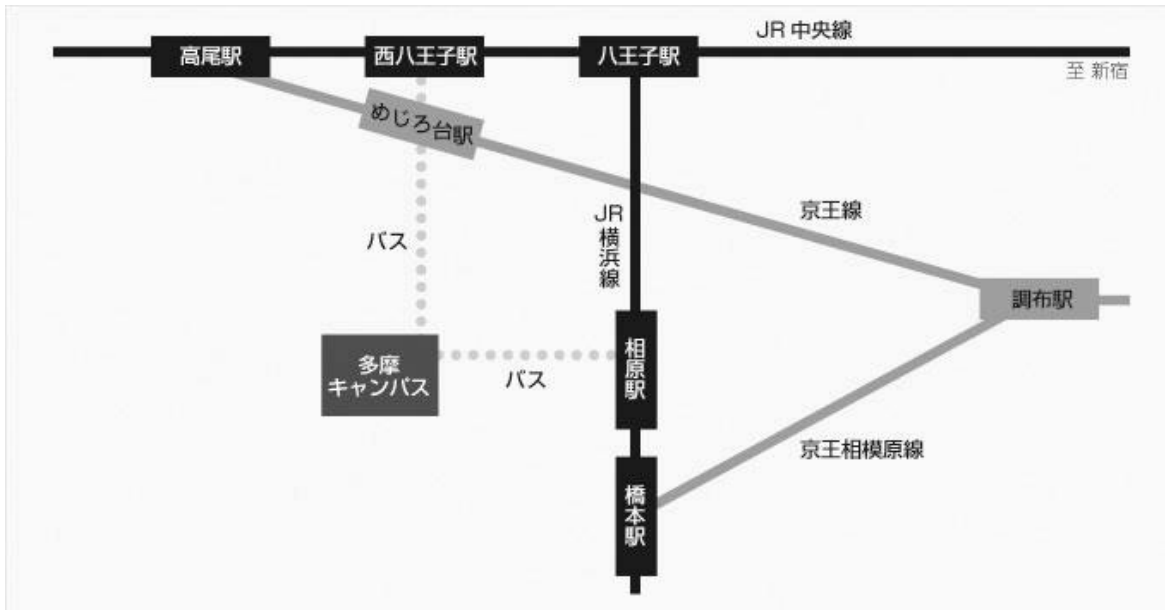 JR 中央線
高尾駅
西八王子駅
八王子駅
至 新宿
めじろ台駅
京王線
JR横浜線
バス
調布駅
相原駅
多摩
キャンパス
バス
京王相模原線
橋本駅